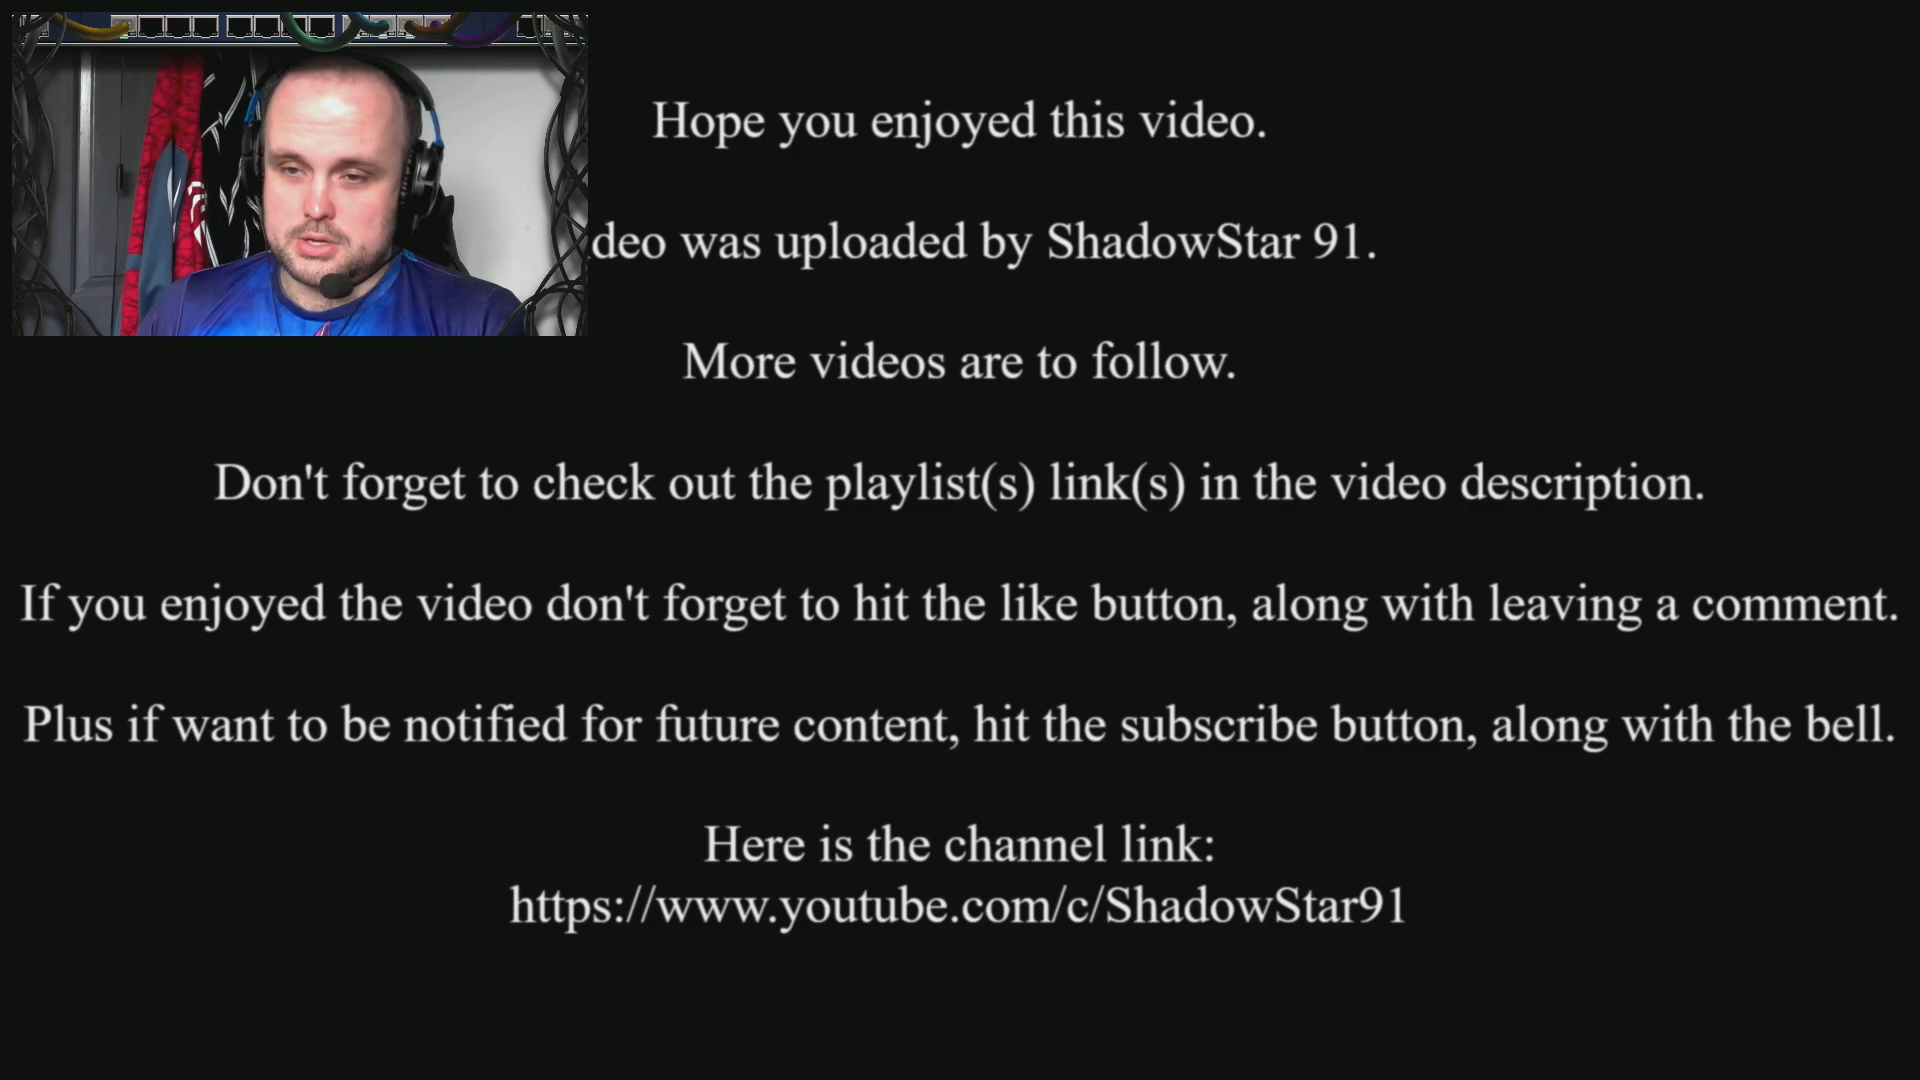 Hope you enjoyed this video.
was uploaded by ShadowStar 91.
More videos are to follow.
Don't forget to check out the playlist(s) link(s) in the video description.
If you enjoyed the video don't forget to hit the like button, along with leaving a comment.
Plus if want to be notified for future content, hit the subscribe button, along with the bell.
Here is the channel link:
https://www.youtube.com/c/ShadowStar91